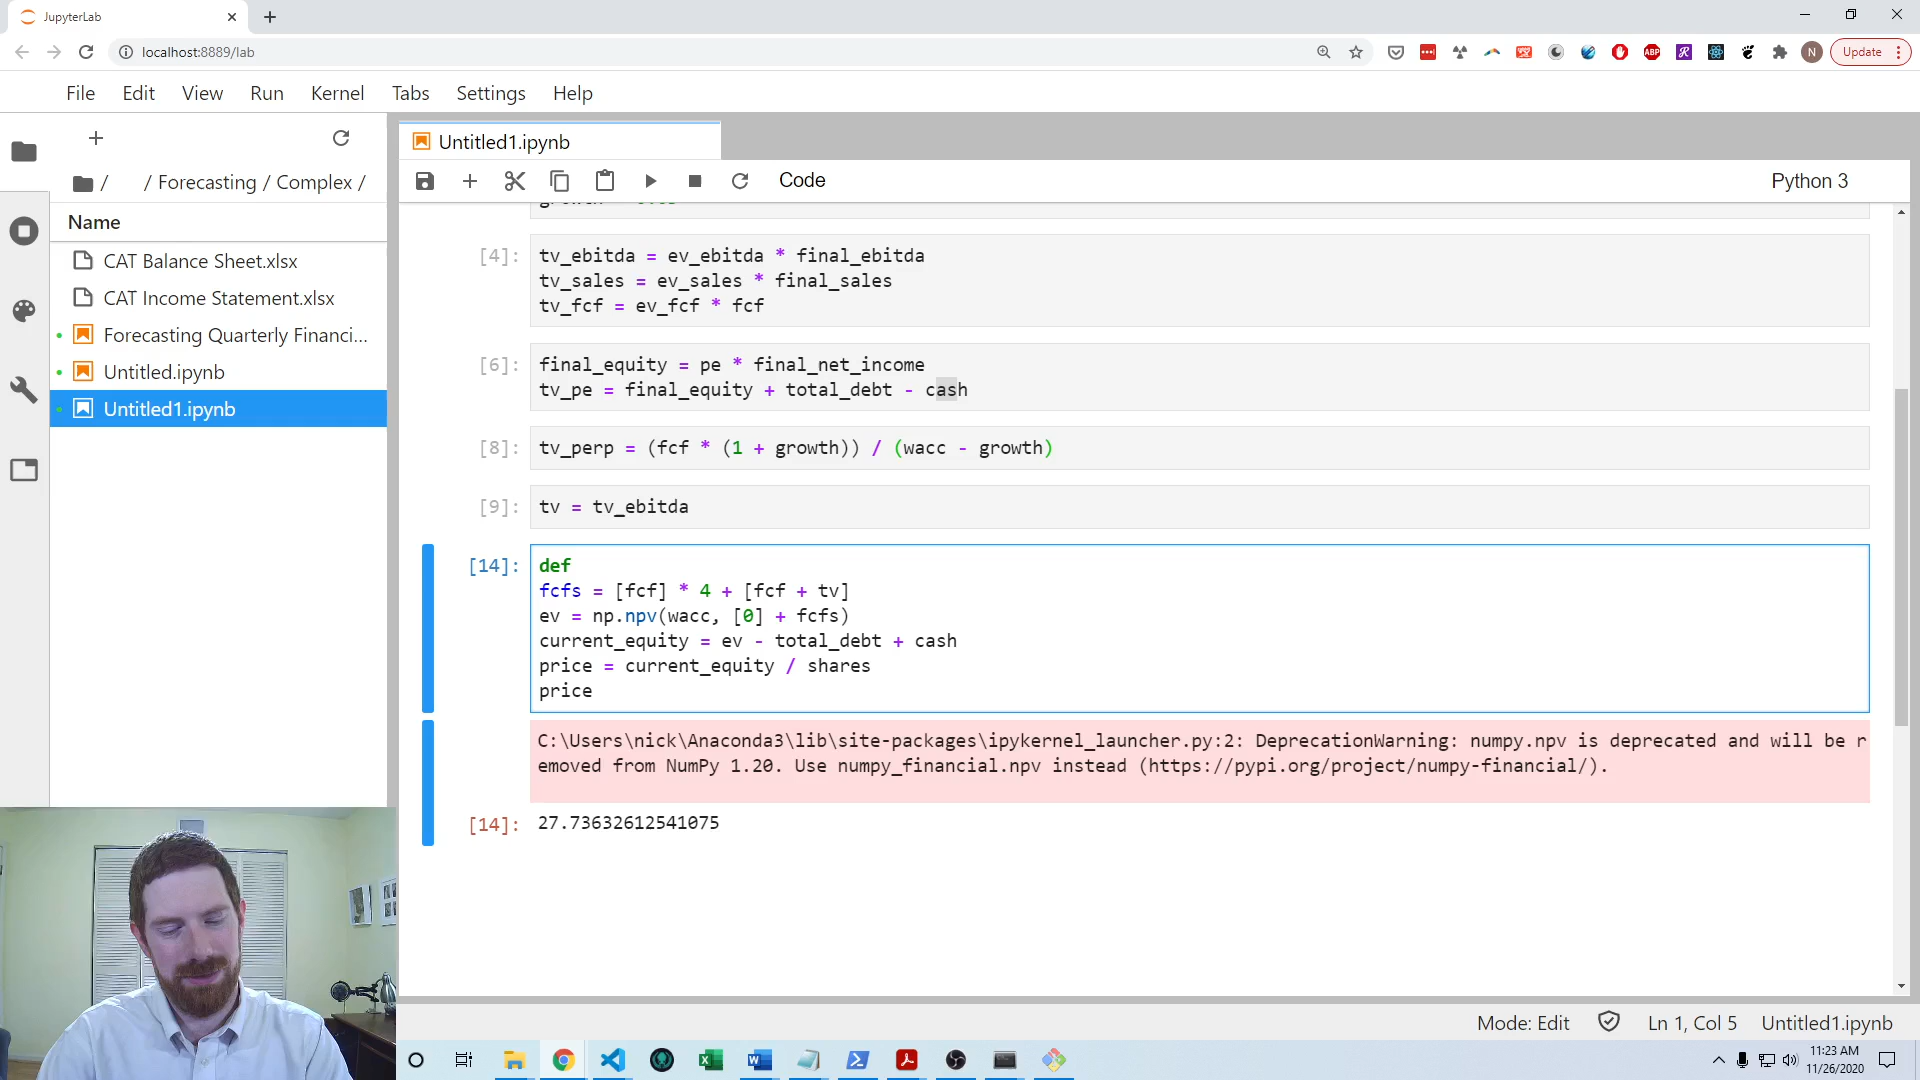 JupyterLab
localhost:8889/lab
ABP
N
Update
File Edit View Run Kernel Tabs Settings Help
/ / Forecasting / Complex /
Name
CAT Balance Sheet.xlsx
CAT Income Statement.xlsx
Forecasting Quarterly Financi...
Untitled.ipynb
Untitled1.ipynb
Untitled1.ipynb
Code
Python 3
[4]:
tv_ebitda = ev_ebitda * final_ebitda
tv_sales = ev_sales * final_sales
tv_fcf = ev_fcf * fcf
[6]:
final_equity = pe * final_net_income
tv_pe = final_equity + total_debt - cash
[8]:
tv_perp = (fcf * (1 + growth)) / (wacc - growth)
[9]:
tv = tv_ebitda
[14]:
def
fcfs = [fcf] * 4 + [fcf + tv]
ev = np.npv(wacc, [0] + fcfs)
current_equity = ev - total_debt + cash
price = current_equity / shares
price
C:\Users\nick\Anaconda3\lib\site-packages\ipykernel_launcher.py:2: DeprecationWarning: numpy.npv is deprecated and will be r
emoved from NumPy 1.20. Use numpy_financial.npv instead (https://pypi.org/project/numpy-financial/).
[14]:
27.73632612541075
Mode: Edit
Ln 1, Col 5
Untitled1.ipynb
11:23 AM
11/26/2020